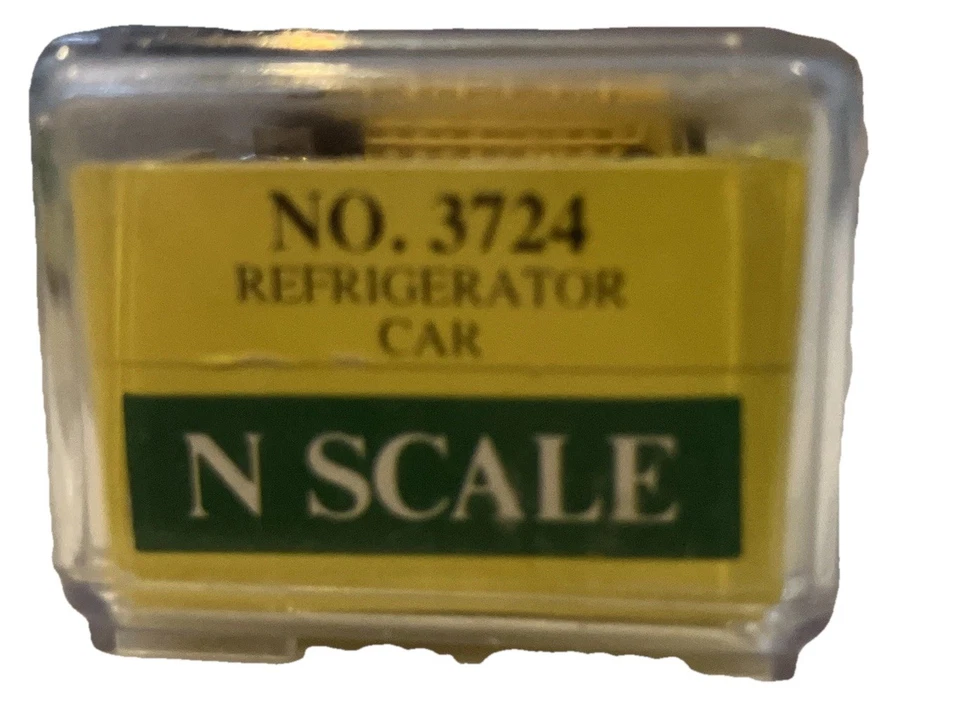 NO. 3724
REFRIGERATOR
CAR
N SCALE